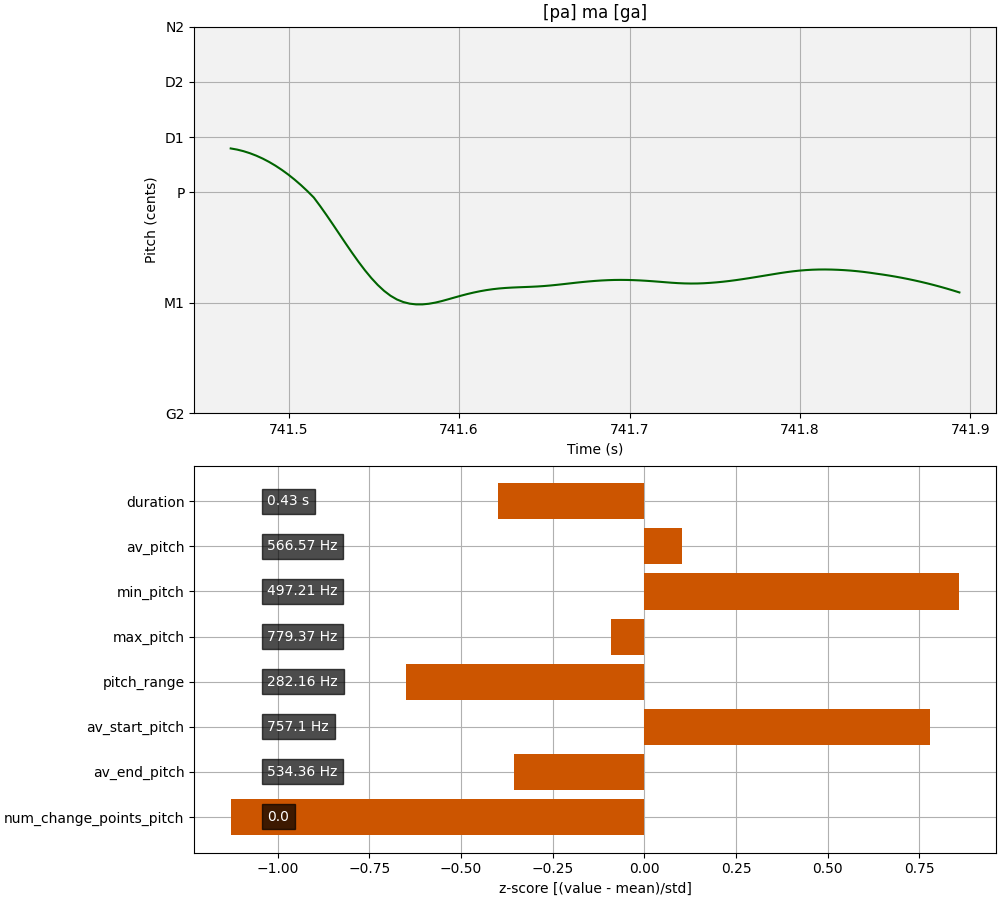 [pa] ma [ga]
N2
D2
D1
P
M1
G2
Pitch (cents)
741.5 741.6 741.7 741.8 741.9
Time (s)
duration 0.43 s
av_pitch 566.57 Hz
min_pitch 497.21 Hz
max_pitch 779.37 Hz
pitch_range 282.16 Hz
av_start_pitch 757.1 Hz
av_end_pitch 534.36 Hz
num_change_points_pitch 0.0
−1.00 −0.75 −0.50 −0.25 0.00 0.25 0.50 0.75
z-score [(value - mean)/std]